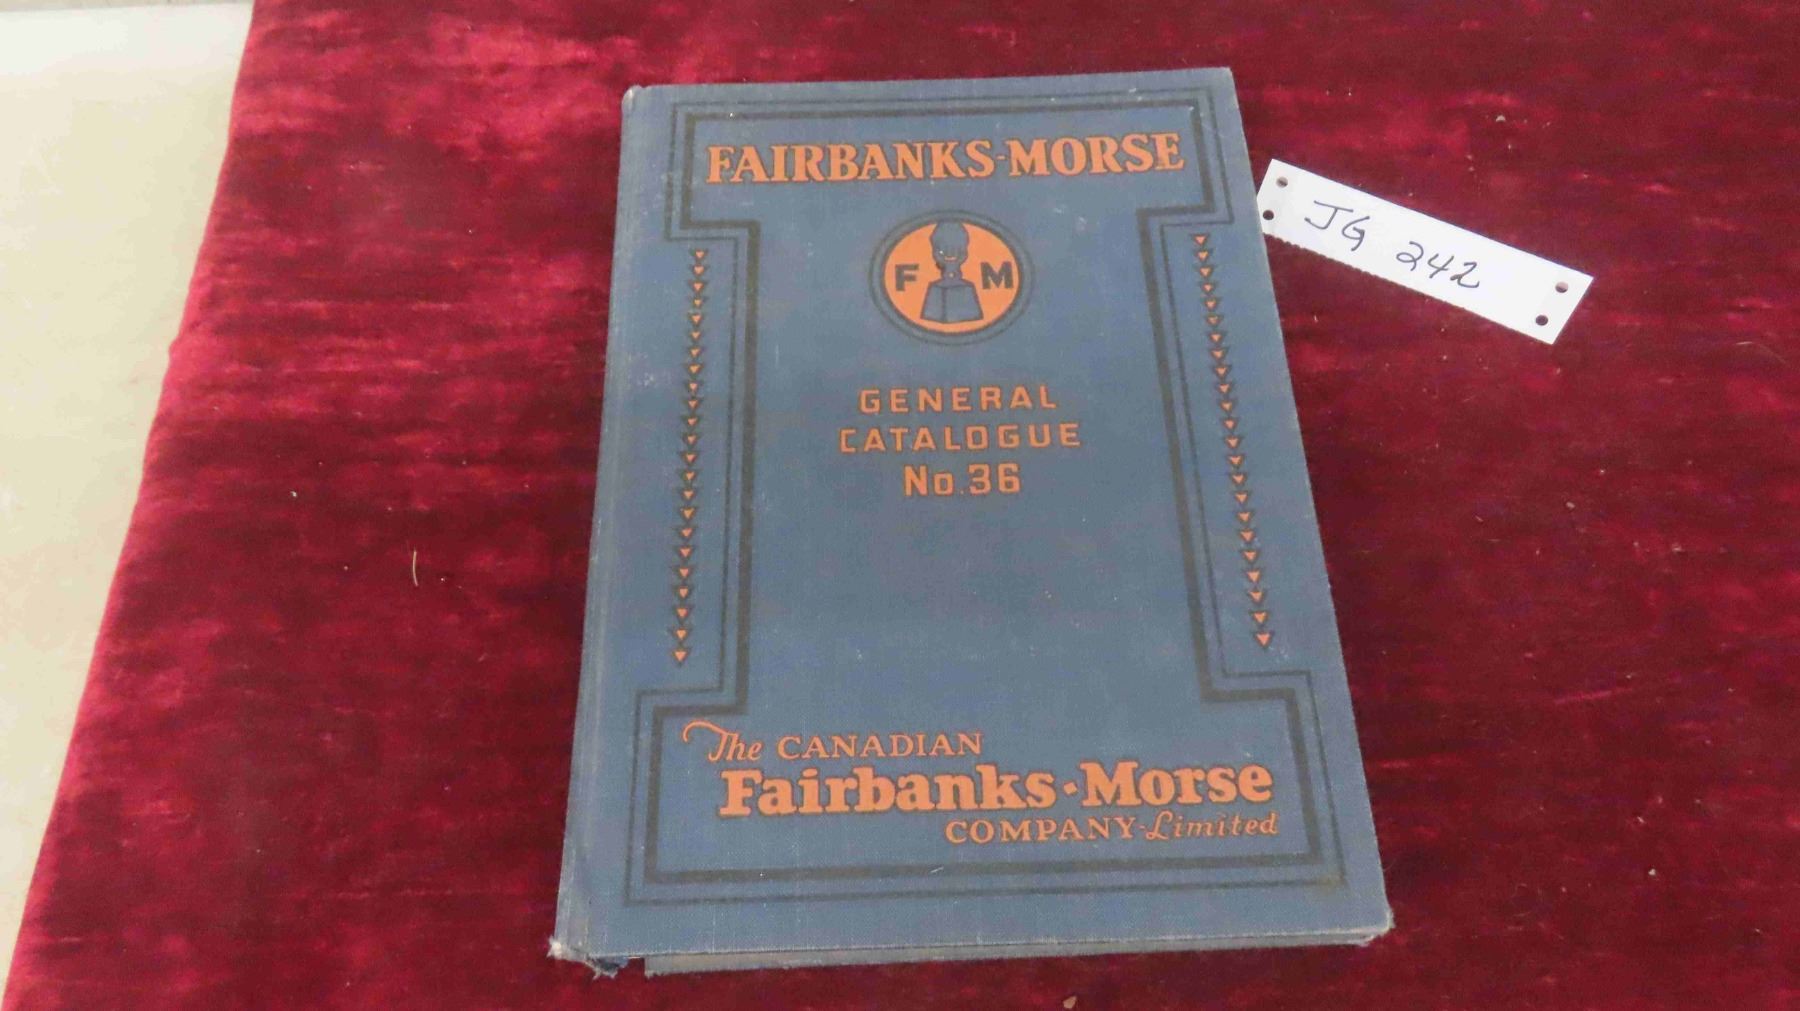 FAIRBANKS-MORSE
F M
GENERAL
CATALOGUE
No.36
The CANADIAN
Fairbanks-Morse
COMPANY-Limited
JG 242